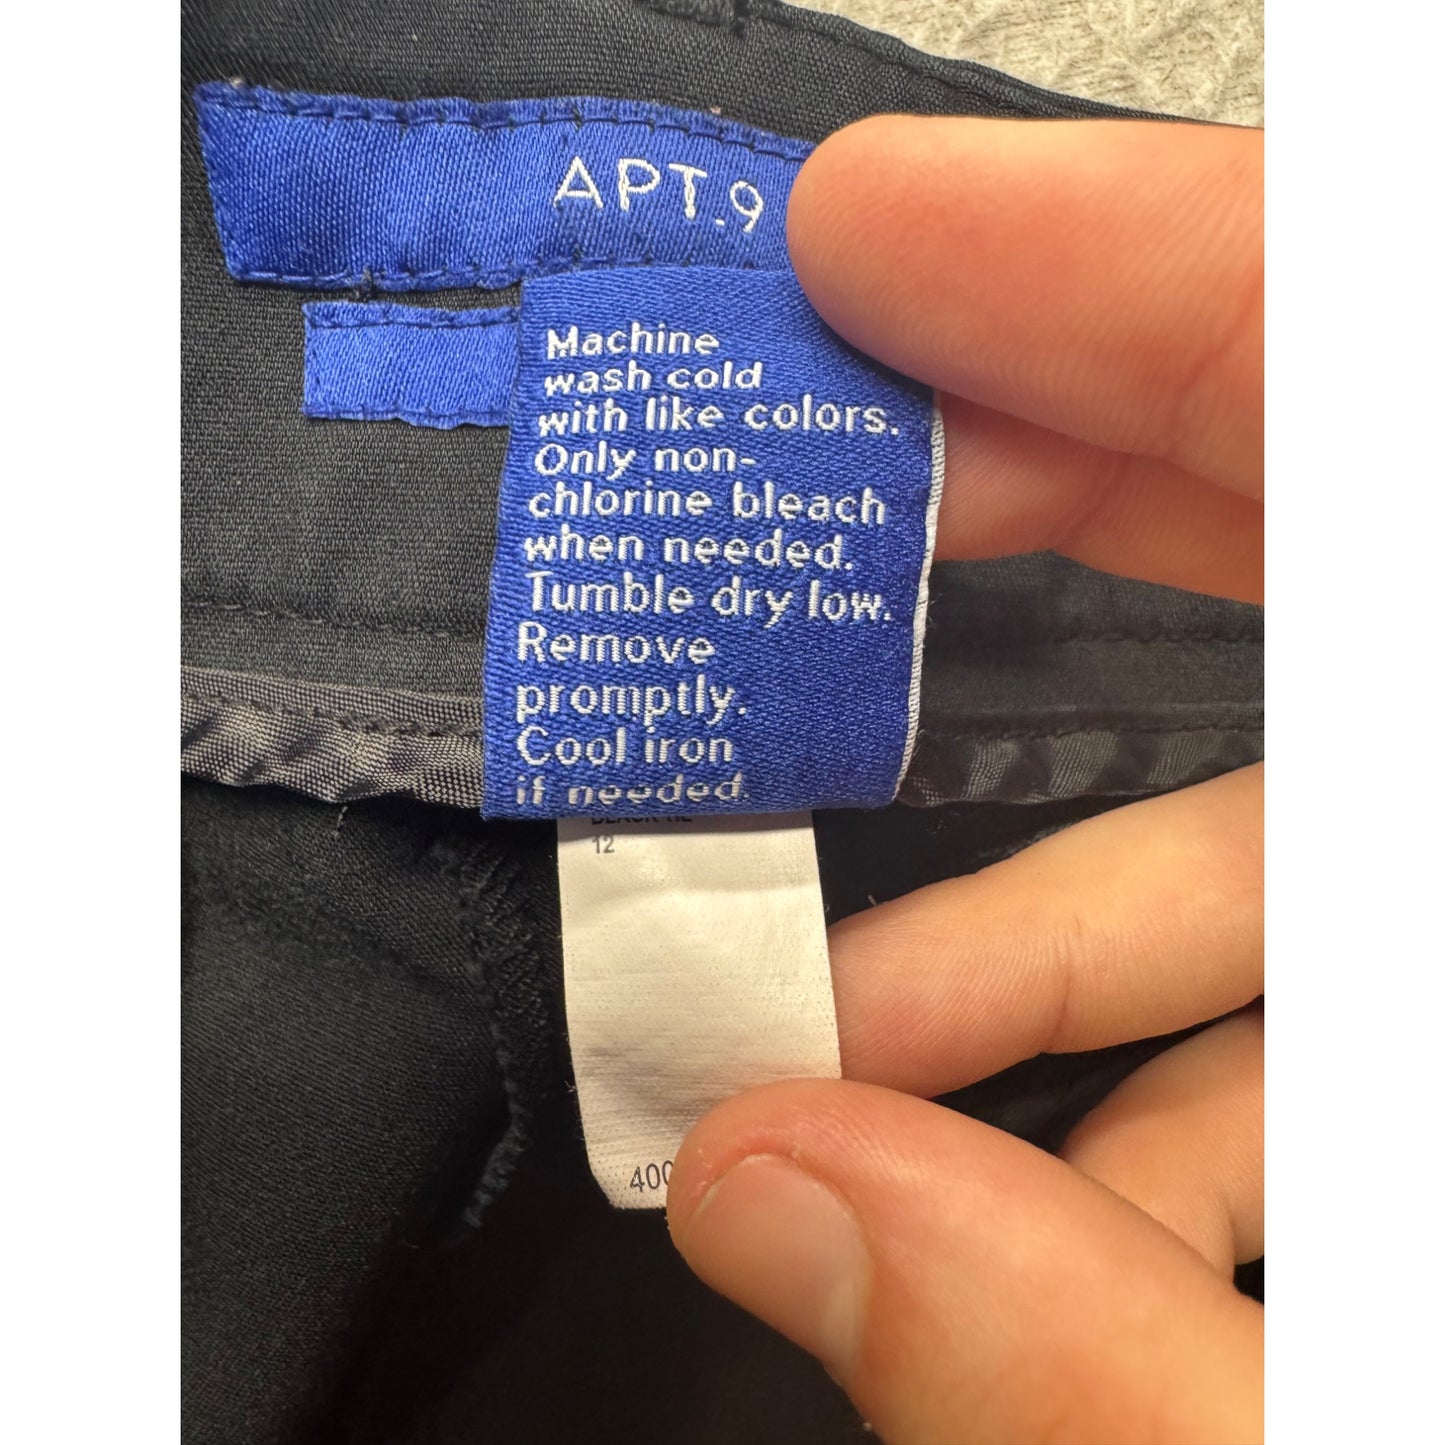 APT.9
Machine
wash cold
with like colors.
Only non-
chlorine bleach
when needed.
Tumble dry low.
Remove
promptly.
Cool iron
if needed.
12
400